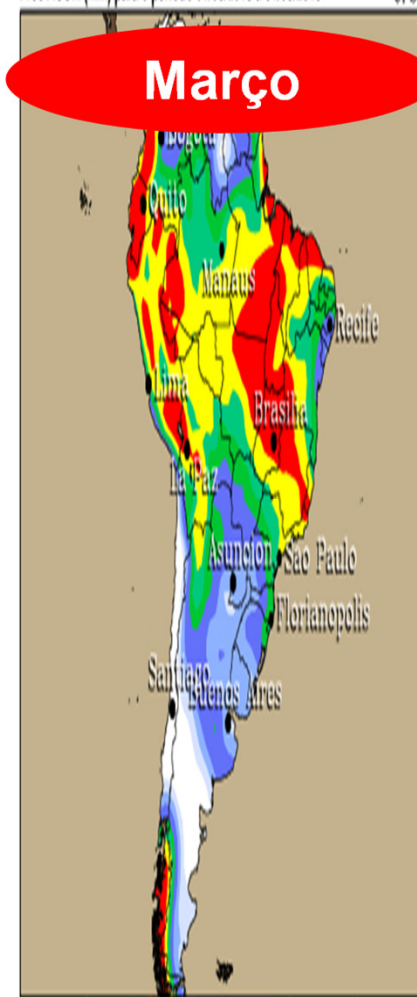 Março
Bogota
Quito
Manaus
Recife
Lima
Brasilia
La Paz
Asuncion
Sao Paulo
Florianopolis
Santiago
Buenos Aires